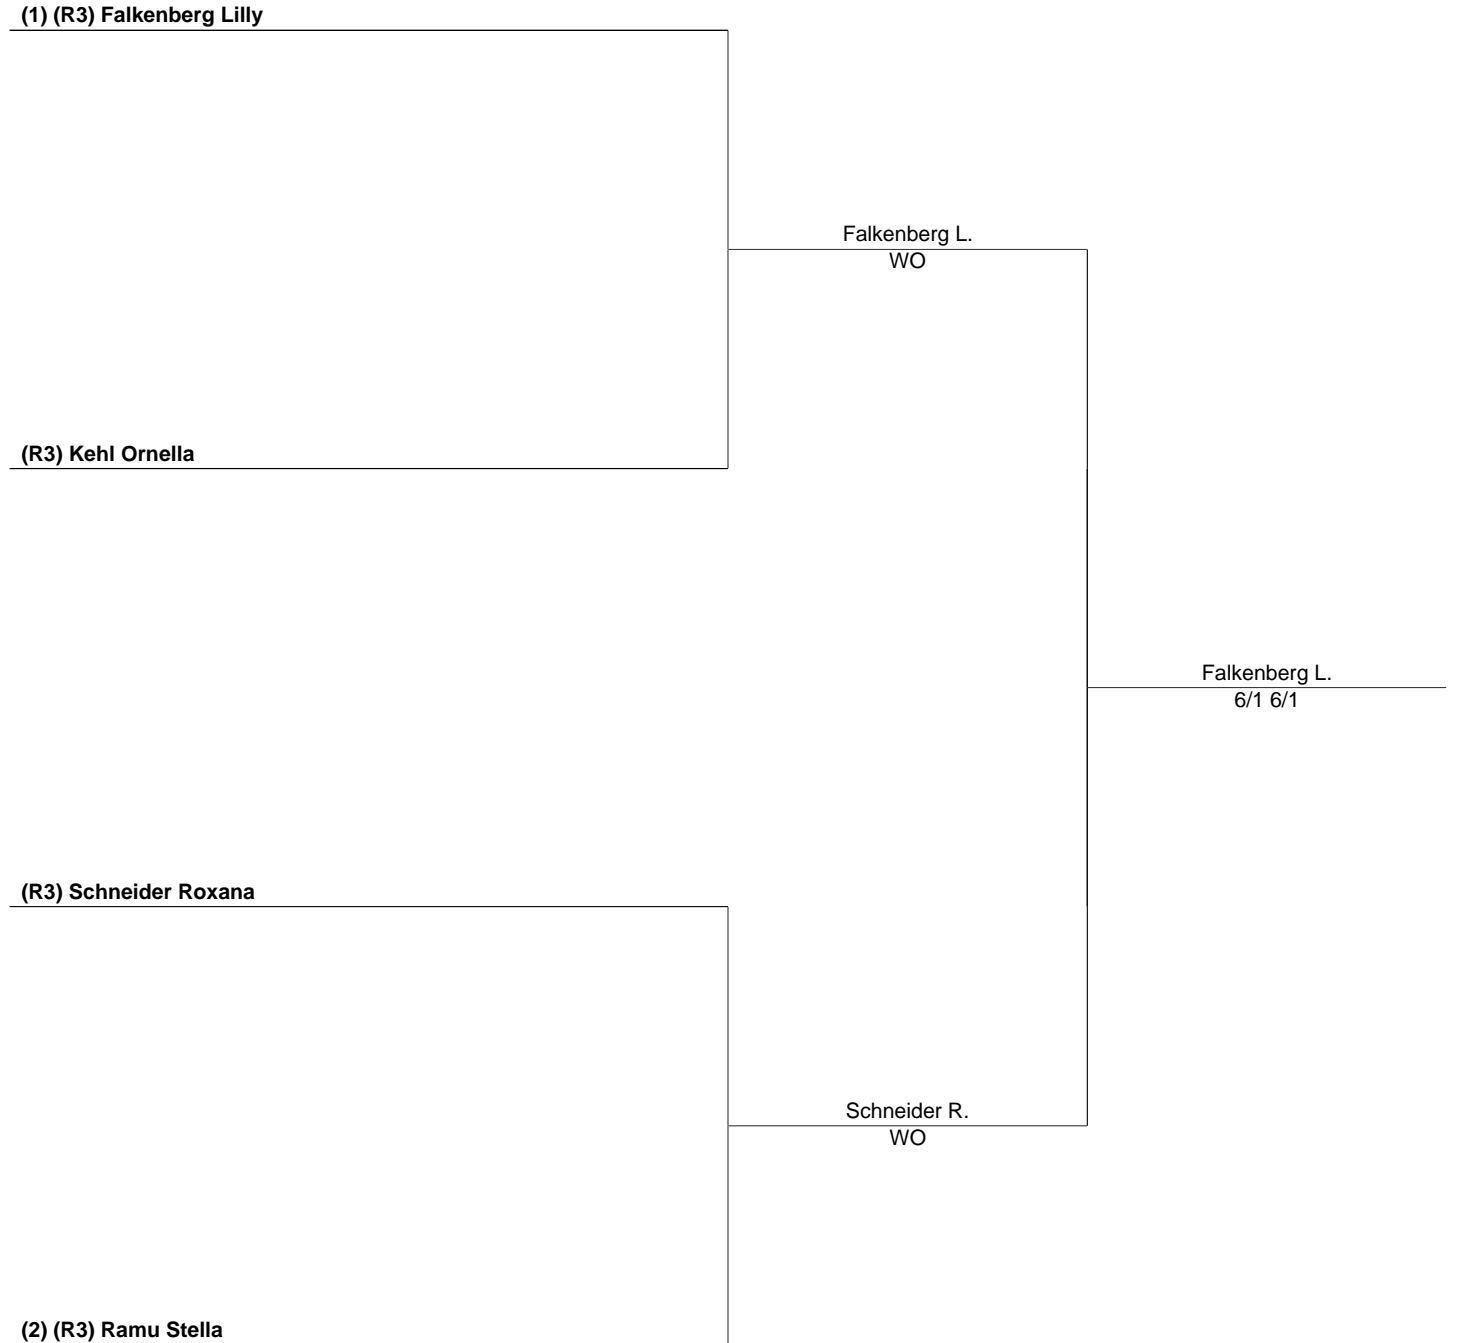 (1) (R3) Falkenberg Lilly
Falkenberg L.
WO
(R3) Kehl Ornella
Falkenberg L.
6/1 6/1
(R3) Schneider Roxana
Schneider R.
WO
(2) (R3) Ramu Stella